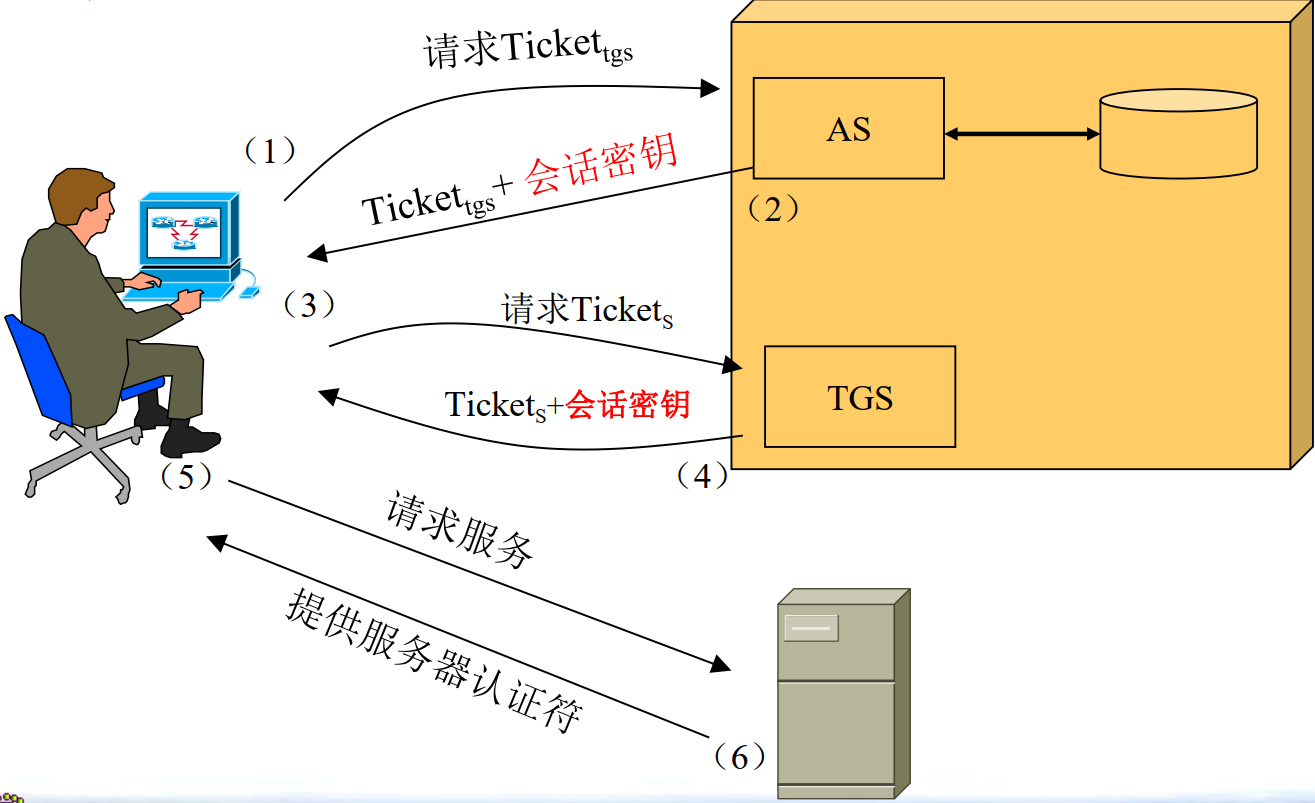 请求Tickettgs
（1）
AS
Tickettgs+ 会话密钥
（2）
（3）
请求TicketS
TicketS+会话密钥
TGS
（4）
（5）
请求服务
提供服务器认证符
（6）